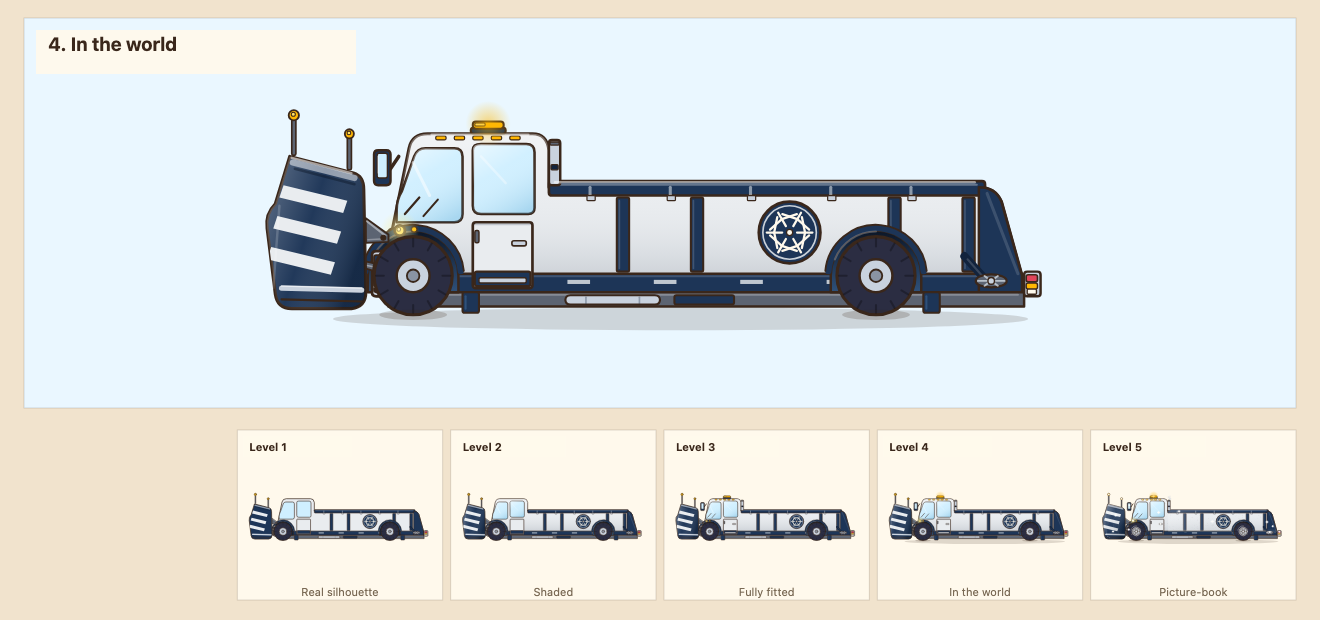 4. In the world
Level 1
Level 2
Level 3
Level 4
Level 5
Real silhouette
Shaded
Fully fitted
In the world
Picture-book